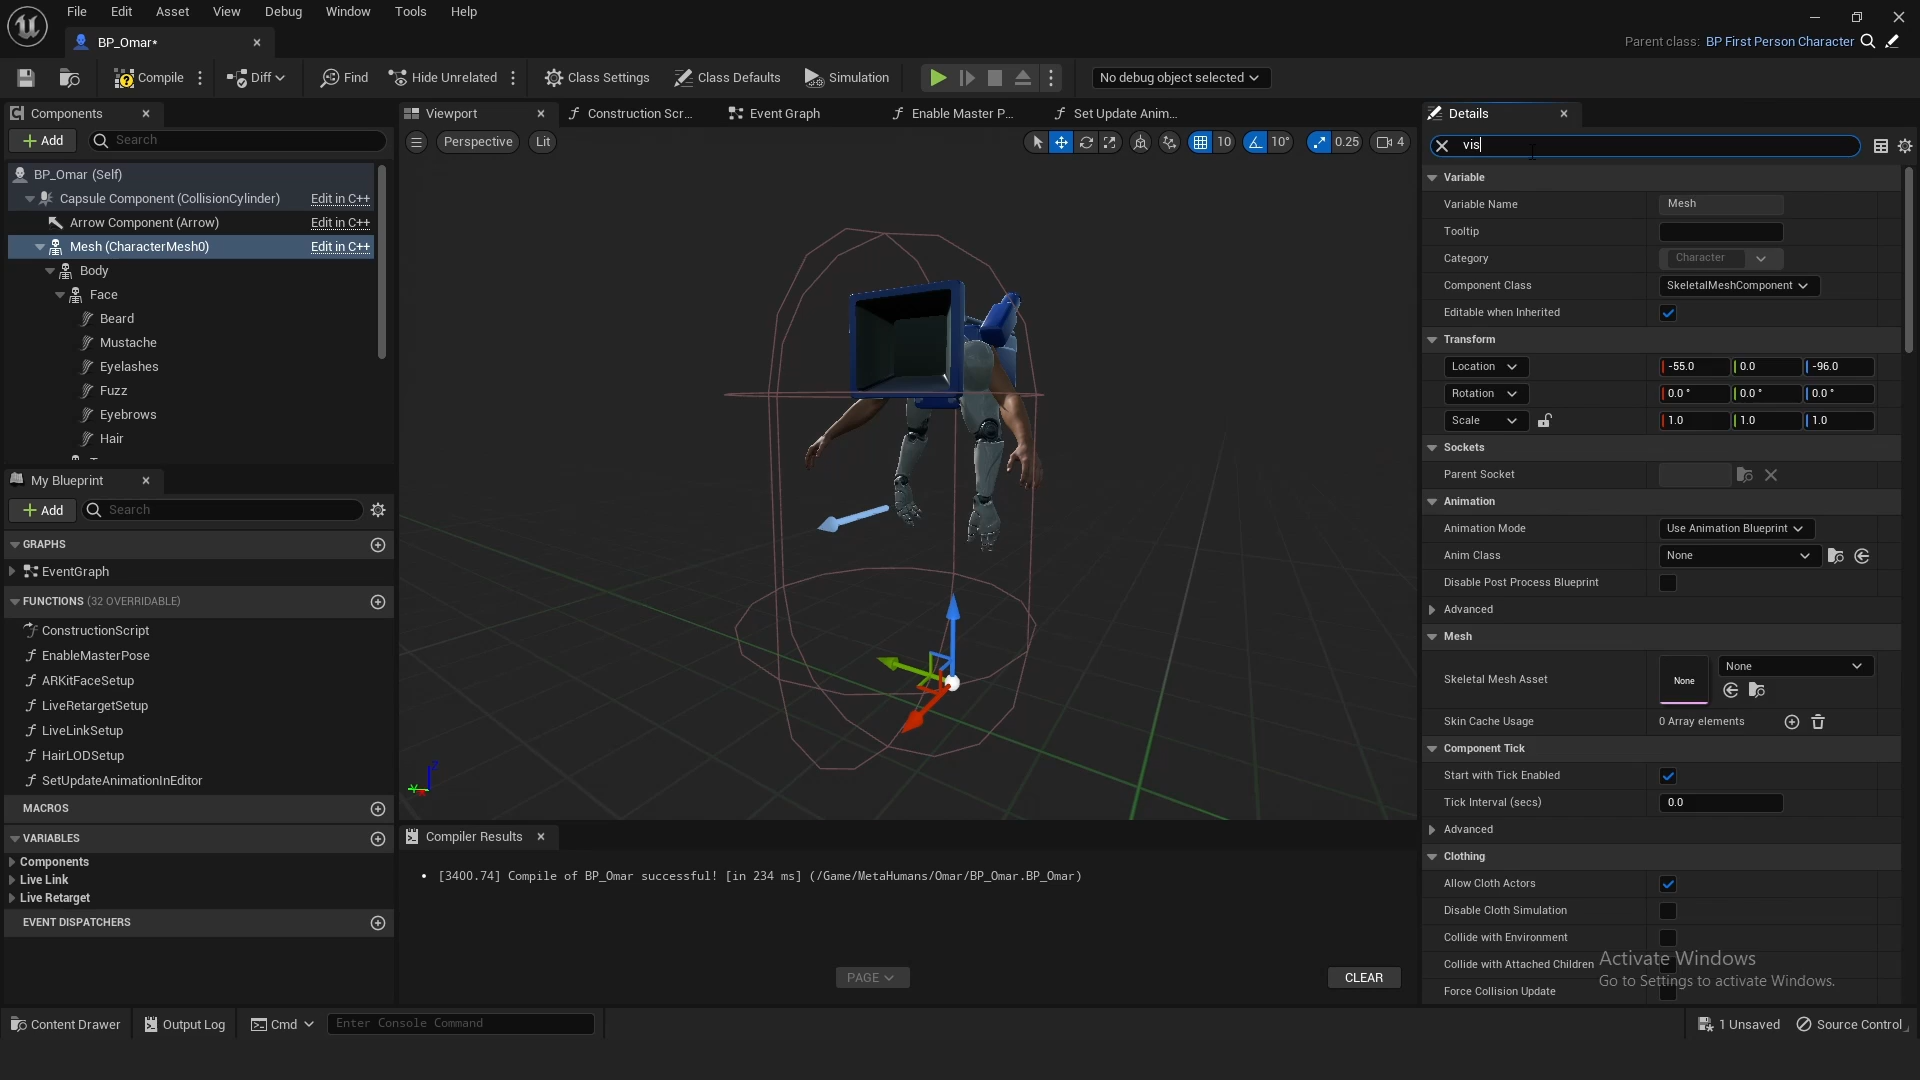 File Edit Asset View Debug Window Tools Help
BP_Omar*
Parent class: BP First Person Character
Compile Diff Find Hide Unrelated Class Settings Class Defaults Simulation No debug object selected
Components
Add Search
BP_Omar (Self)
Capsule Component (CollisionCylinder) Edit in C++
Arrow Component (Arrow) Edit in C++
Mesh (CharacterMesh0) Edit in C++
Body
Face
Beard
Mustache
Eyelashes
Fuzz
Eyebrows
Hair
My Blueprint
Add Search
GRAPHS
EventGraph
FUNCTIONS (32 OVERRIDABLE)
ConstructionScript
EnableMasterPose
ARKitFaceSetup
LiveRetargetSetup
LiveLinkSetup
HairLODSetup
SetUpdateAnimationInEditor
MACROS
VARIABLES
Components
Live Link
Live Retarget
EVENT DISPATCHERS
Viewport Construction Scr... Event Graph Enable Master P... Set Update Anim...
Perspective Lit 10 10° 0.25 4
Z
Y
Compiler Results
[3400.74] Compile of BP_Omar successful! [in 234 ms] (/Game/MetaHumans/Omar/BP_Omar.BP_Omar)
PAGE CLEAR
Details
vis
Variable
Variable Name Mesh
Tooltip
Category Character
Component Class SkeletalMeshComponent
Editable when Inherited
Transform
Location -55.0 0.0 -96.0
Rotation 0.0 ° 0.0 ° 0.0 °
Scale 1.0 1.0 1.0
Sockets
Parent Socket
Animation
Animation Mode Use Animation Blueprint
Anim Class None
Disable Post Process Blueprint
Advanced
Mesh
Skeletal Mesh Asset None None
Skin Cache Usage 0 Array elements
Component Tick
Start with Tick Enabled
Tick Interval (secs) 0.0
Advanced
Clothing
Allow Cloth Actors
Disable Cloth Simulation
Collide with Environment
Collide with Attached Children
Force Collision Update
Activate Windows
Go to Settings to activate Windows.
Content Drawer Output Log Cmd Enter Console Command 1 Unsaved Source Control